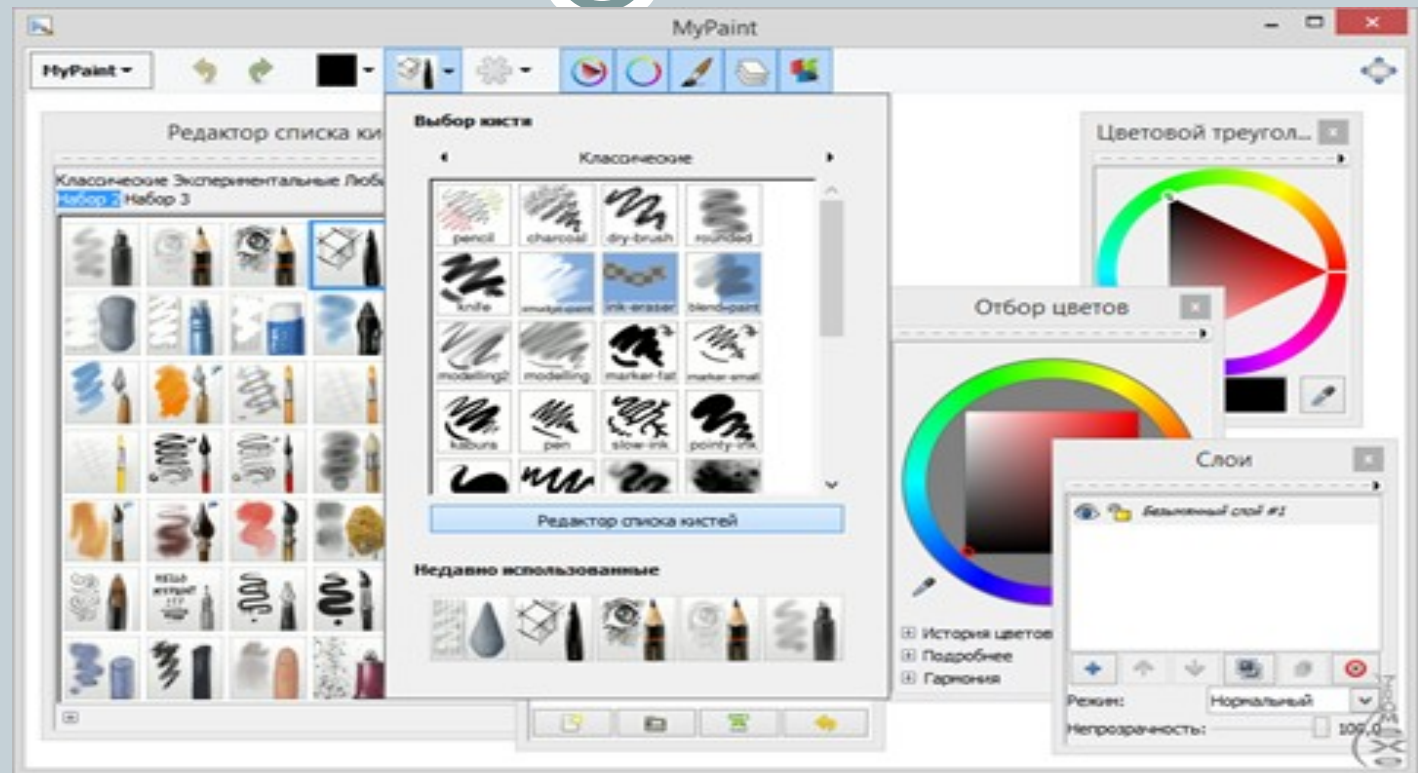 MyPaint
MyPaint
Редактор списка ки
Классические Экспериментальные Люб
Набор 2 Набор 3
Выбор кисти
Классические
pencil charcoal dry-brush rounded
knife smudge-paint ink-eraser blend+paint
modelling2 modelling marker-fat marker-small
kabura pen slow-ink pointy-ink
Редактор списка кистей
Недавно использованные
Цветовой треугол...
Отбор цветов
История цветов
Подробнее
Гармония
Слои
Безымянный слой #1
Режим: Нормальный
Непрозрачность: 100,0